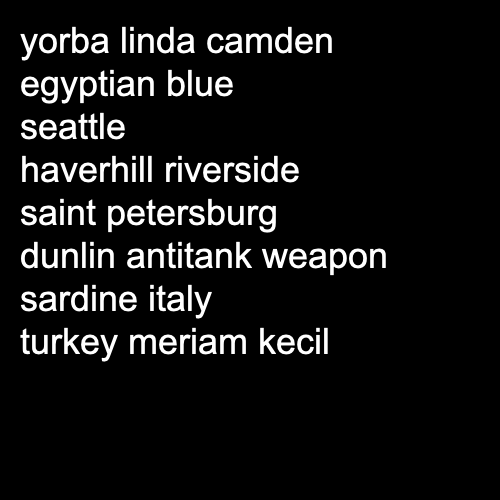 yorba linda camden
egyptian blue
seattle
haverhill riverside
saint petersburg
dunlin antitank weapon
sardine italy
turkey meriam kecil